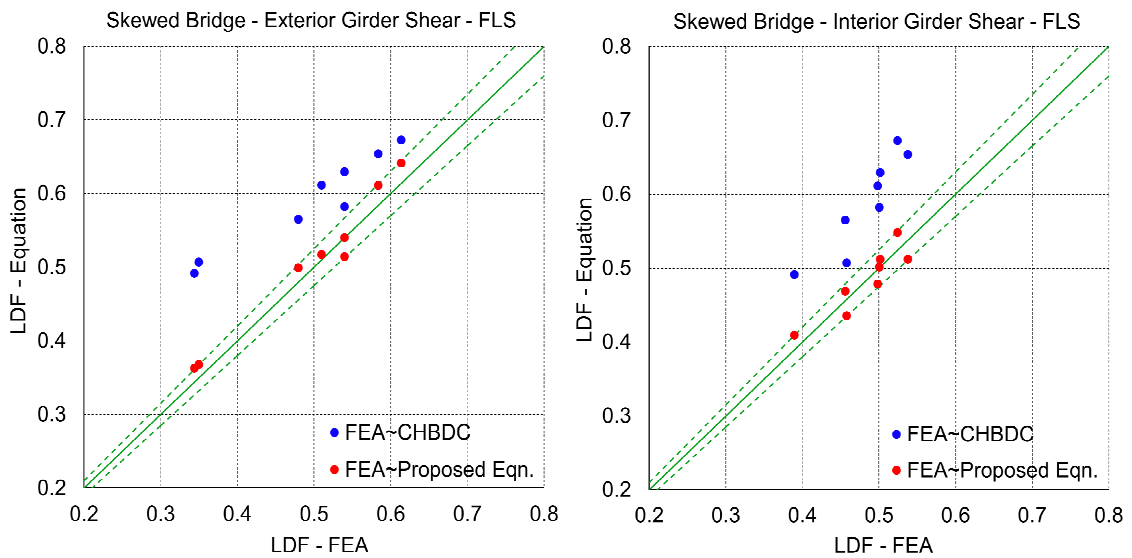 Skewed Bridge - Exterior Girder Shear - FLS
0.8
0.7
0.6
0.5
0.4
0.3
0.2
LDF - Equation
FEA~CHBDC
FEA~Proposed Eqn.
0.2 0.3 0.4 0.5 0.6 0.7 0.8
LDF - FEA
Skewed Bridge - Interior Girder Shear - FLS
0.8
0.7
0.6
0.5
0.4
0.3
0.2
LDF - Equation
FEA~CHBDC
FEA~Proposed Eqn.
0.2 0.3 0.4 0.5 0.6 0.7 0.8
LDF - FEA